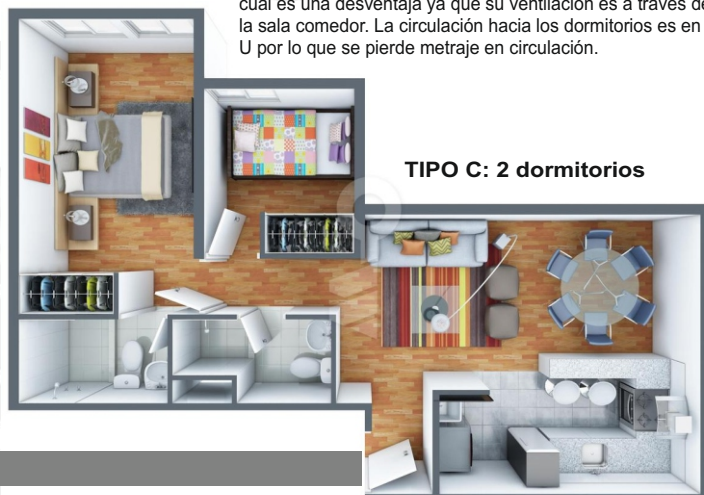 cual es una desventaja ya que su ventilación es a través de
la sala comedor. La circulación hacia los dormitorios es en
U por lo que se pierde metraje en circulación.
TIPO C: 2 dormitorios